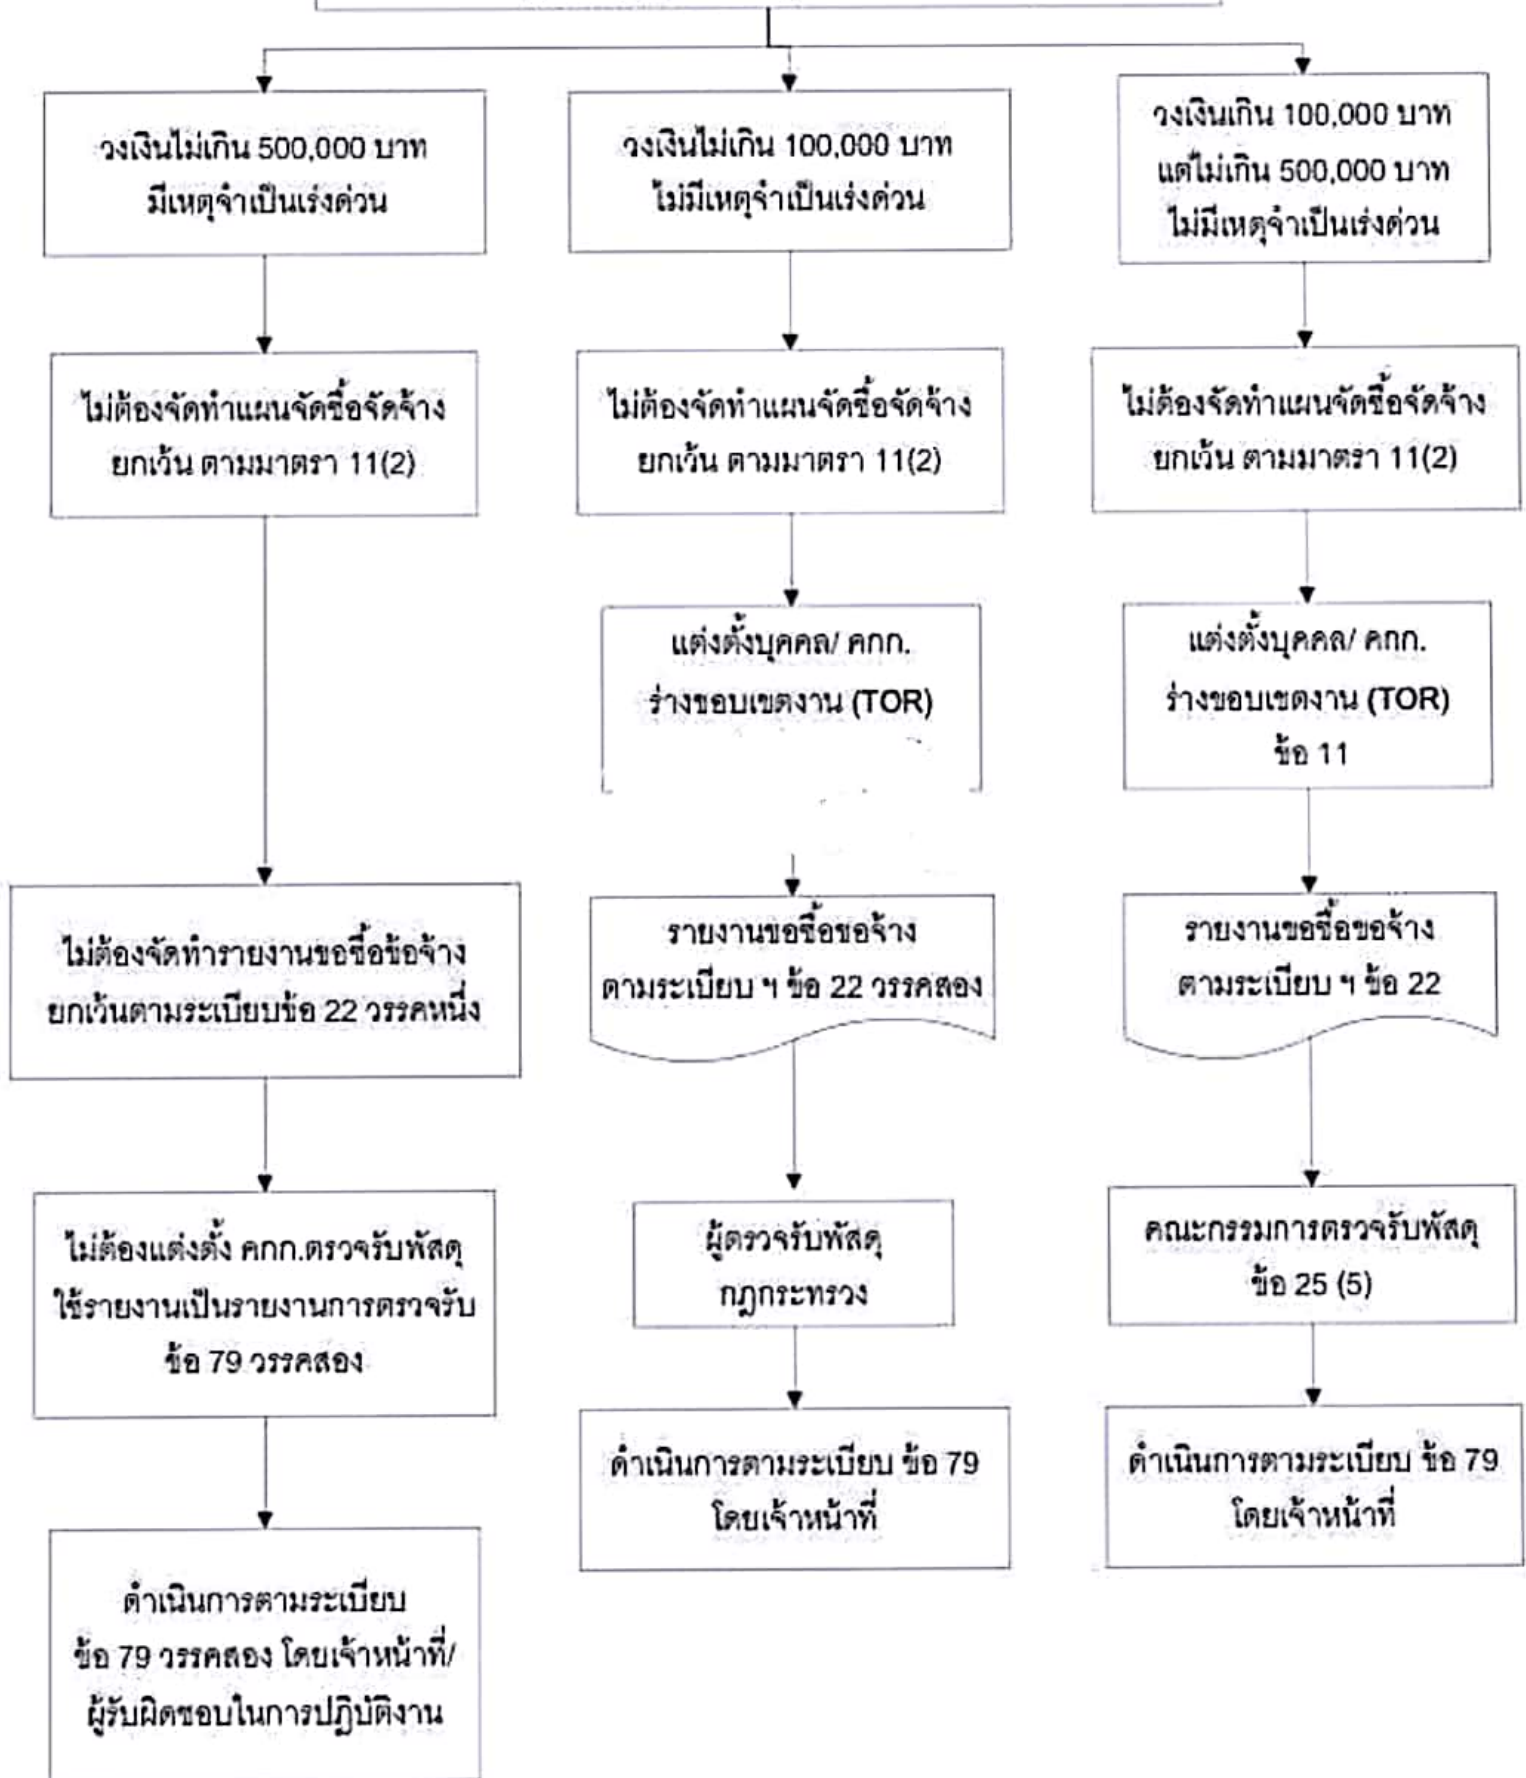 วงเงินไม่เกิน 500,000 บาท
มีเหตุจำเป็นเร่งด่วน
ไม่ต้องจัดทำแผนจัดซื้อจัดจ้าง
ยกเว้น ตามมาตรา 11(2)
ไม่ต้องจัดทำรายงานขอซื้อข้อจ้าง
ยกเว้นตามระเบียบข้อ 22 วรรคหนึ่ง
ไม่ต้องแต่งตั้ง คกก.ตรวจรับพัสดุ
ใช้รายงานเป็นรายงานการตรวจรับ
ข้อ 79 วรรคสอง
ดำเนินการตามระเบียบ
ข้อ 79 วรรคสอง โดยเจ้าหน้าที่/
ผู้รับผิดชอบในการปฏิบัติงาน
วงเงินไม่เกิน 100,000 บาท
ไม่มีเหตุจำเป็นเร่งด่วน
ไม่ต้องจัดทำแผนจัดซื้อจัดจ้าง
ยกเว้น ตามมาตรา 11(2)
แต่งตั้งบุคคล/ คกก.
ร่างขอบเขตงาน (TOR)
รายงานขอซื้อขอจ้าง
ตามระเบียบ ฯ ข้อ 22 วรรคสอง
ผู้ตรวจรับพัสดุ
กฎกระทรวง
ดำเนินการตามระเบียบ ข้อ 79
โดยเจ้าหน้าที่
วงเงินเกิน 100,000 บาท
แต่ไม่เกิน 500,000 บาท
ไม่มีเหตุจำเป็นเร่งด่วน
ไม่ต้องจัดทำแผนจัดซื้อจัดจ้าง
ยกเว้น ตามมาตรา 11(2)
แต่งตั้งบุคคล/ คกก.
ร่างขอบเขตงาน (TOR)
ข้อ 11
รายงานขอซื้อขอจ้าง
ตามระเบียบ ฯ ข้อ 22
คณะกรรมการตรวจรับพัสดุ
ข้อ 25 (5)
ดำเนินการตามระเบียบ ข้อ 79
โดยเจ้าหน้าที่